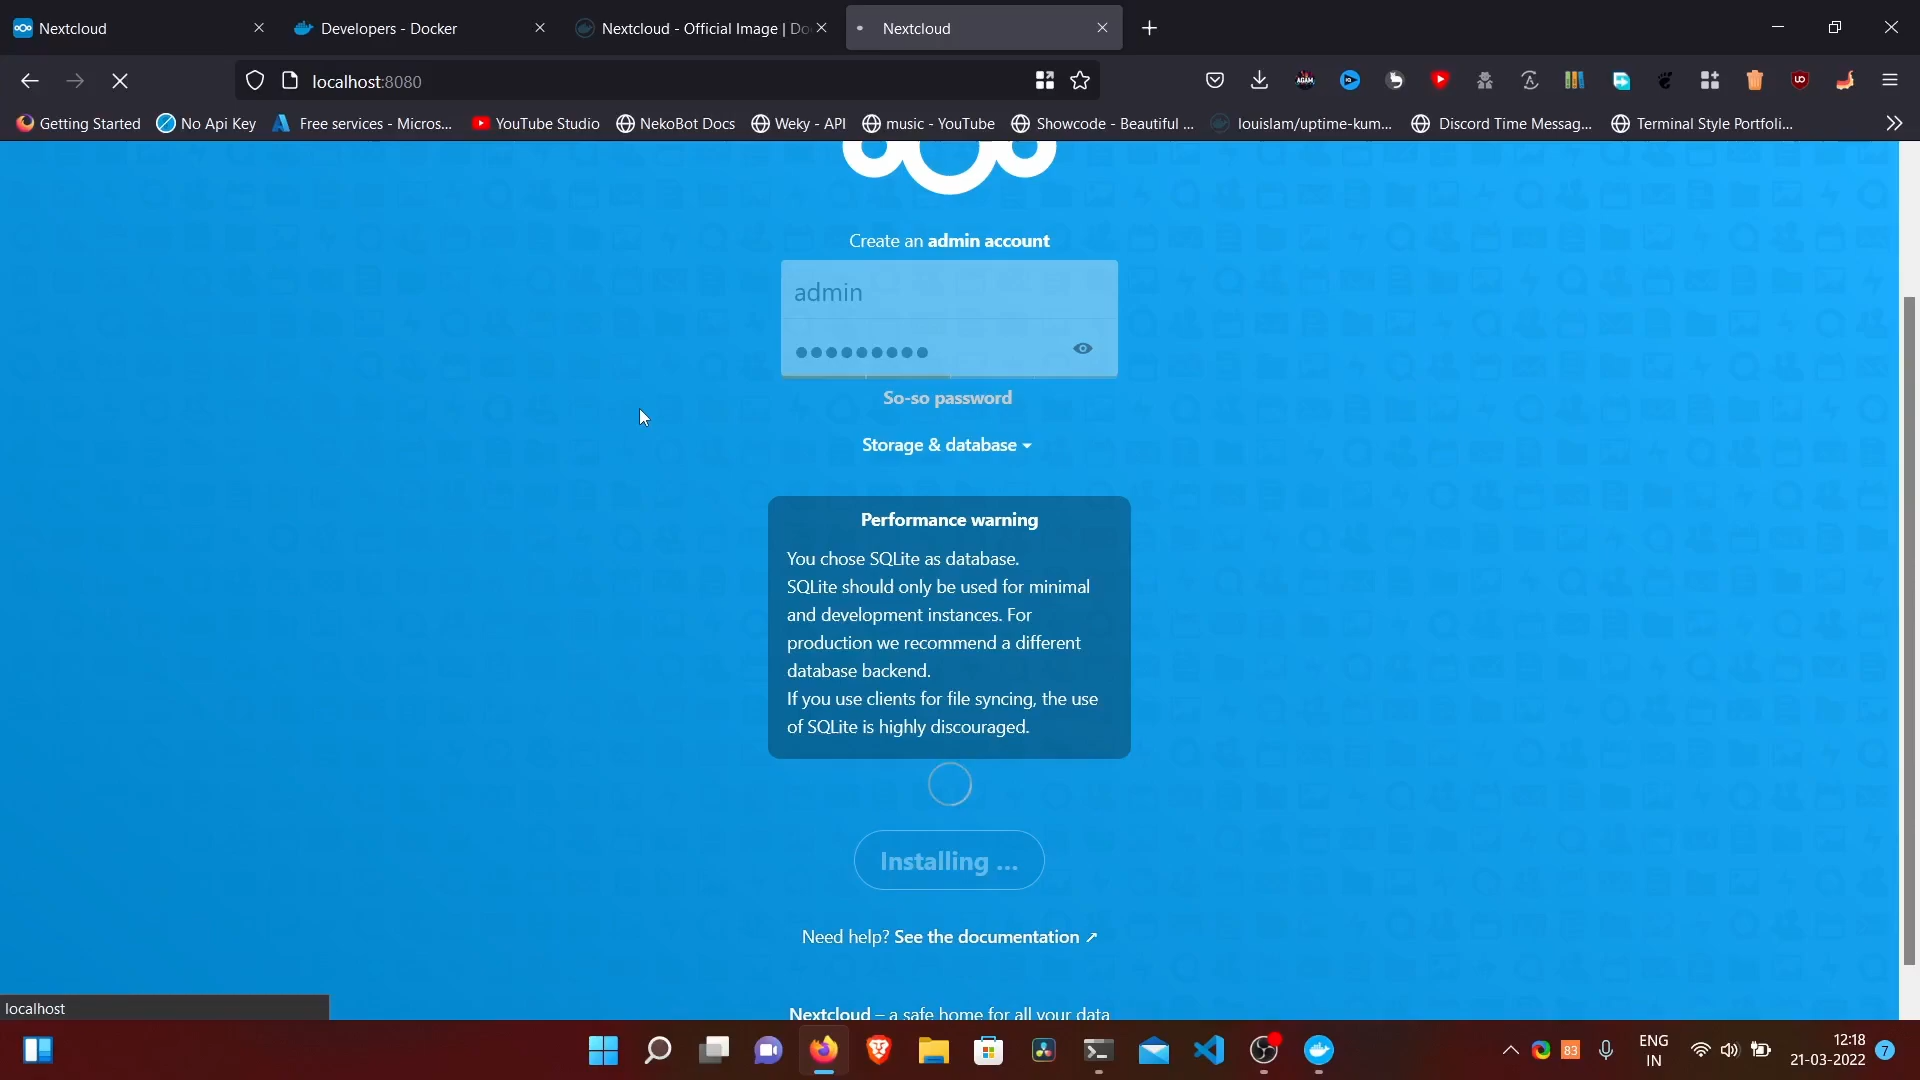 Nextcloud
Developers - Docker
Nextcloud - Official Image | Do
Nextcloud
localhost:8080
AGAM
Getting Started
No Api Key
Free services - Micros...
YouTube Studio
NekoBot Docs
Weky - API
music - YouTube
Showcode - Beautiful ...
louislam/uptime-kum...
Discord Time Messag...
Terminal Style Portfoli...
Create an admin account
admin
So-so password
Storage & database
Performance warning
You chose SQLite as database.
SQLite should only be used for minimal
and development instances. For
production we recommend a different
database backend.
If you use clients for file syncing, the use
of SQLite is highly discouraged.
Installing ...
Need help? See the documentation ↗
Nextcloud – a safe home for all your data
localhost
83
ENG
IN
12:18
21-03-2022
7